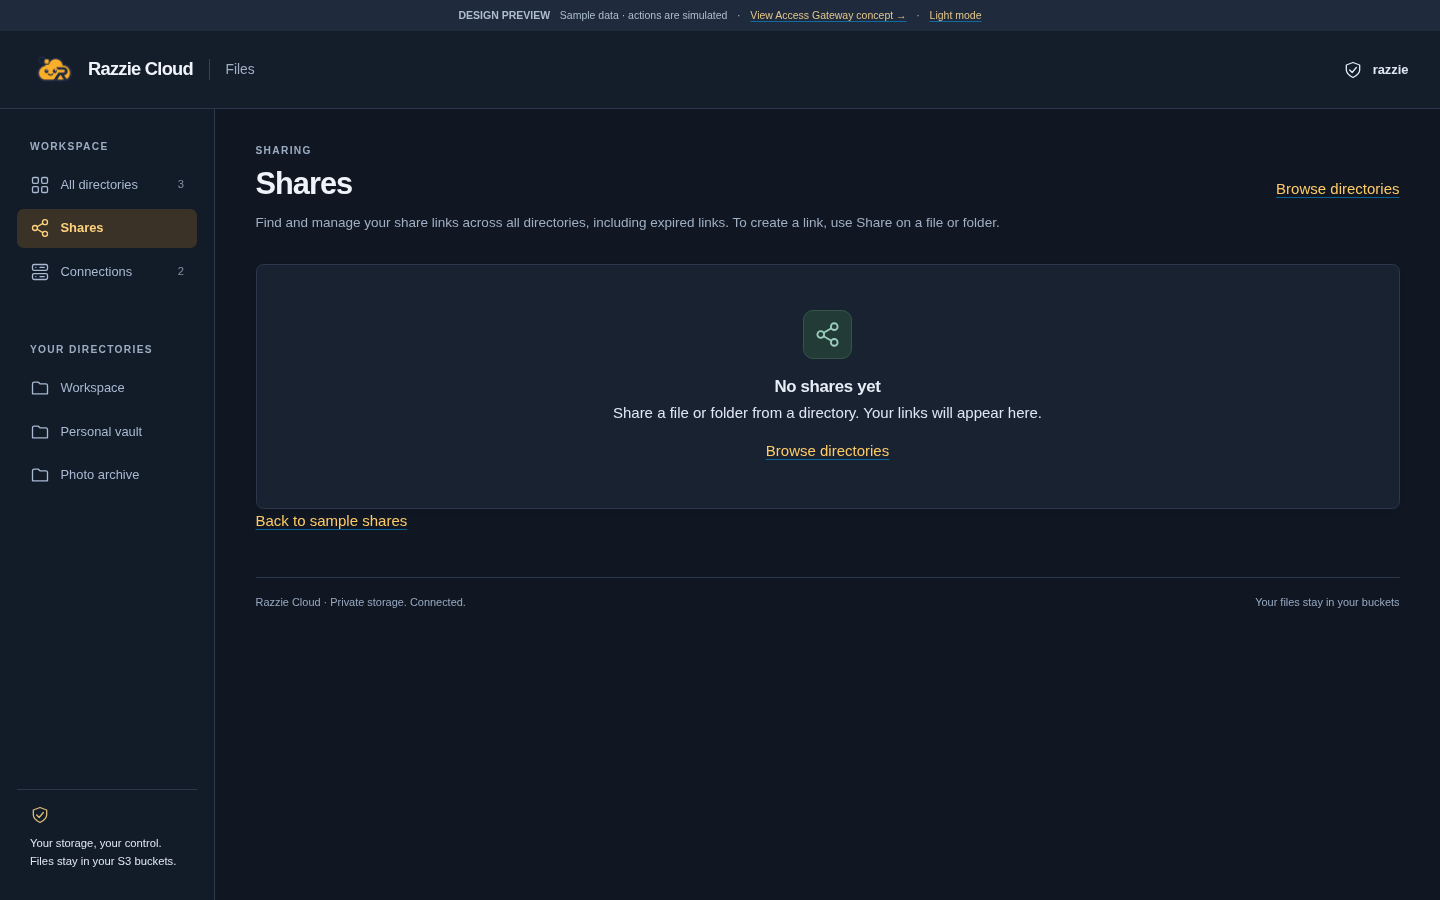 DESIGN PREVIEW Sample data · actions are simulated · View Access Gateway concept → · Light mode
Razzie Cloud Files
razzie
WORKSPACE
All directories 3
Shares
Connections 2
YOUR DIRECTORIES
Workspace
Personal vault
Photo archive
Your storage, your control.
Files stay in your S3 buckets.
SHARING
Shares
Browse directories
Find and manage your share links across all directories, including expired links. To create a link, use Share on a file or folder.
No shares yet
Share a file or folder from a directory. Your links will appear here.
Browse directories
Back to sample shares
Razzie Cloud · Private storage. Connected.
Your files stay in your buckets